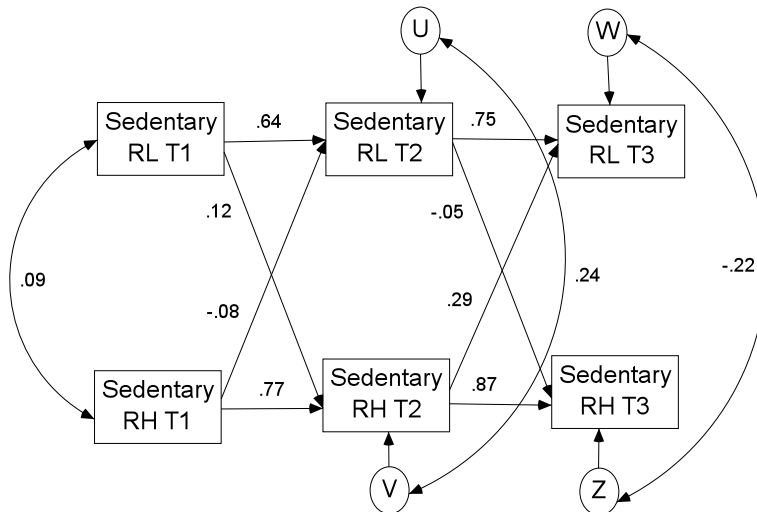 U
W
Sedentary
RL T1
.64
Sedentary
RL T2
.75
Sedentary
RL T3
.12
-.05
.09
-.08
.29
.24
-.22
Sedentary
RH T1
.77
Sedentary
RH T2
.87
Sedentary
RH T3
V
Z